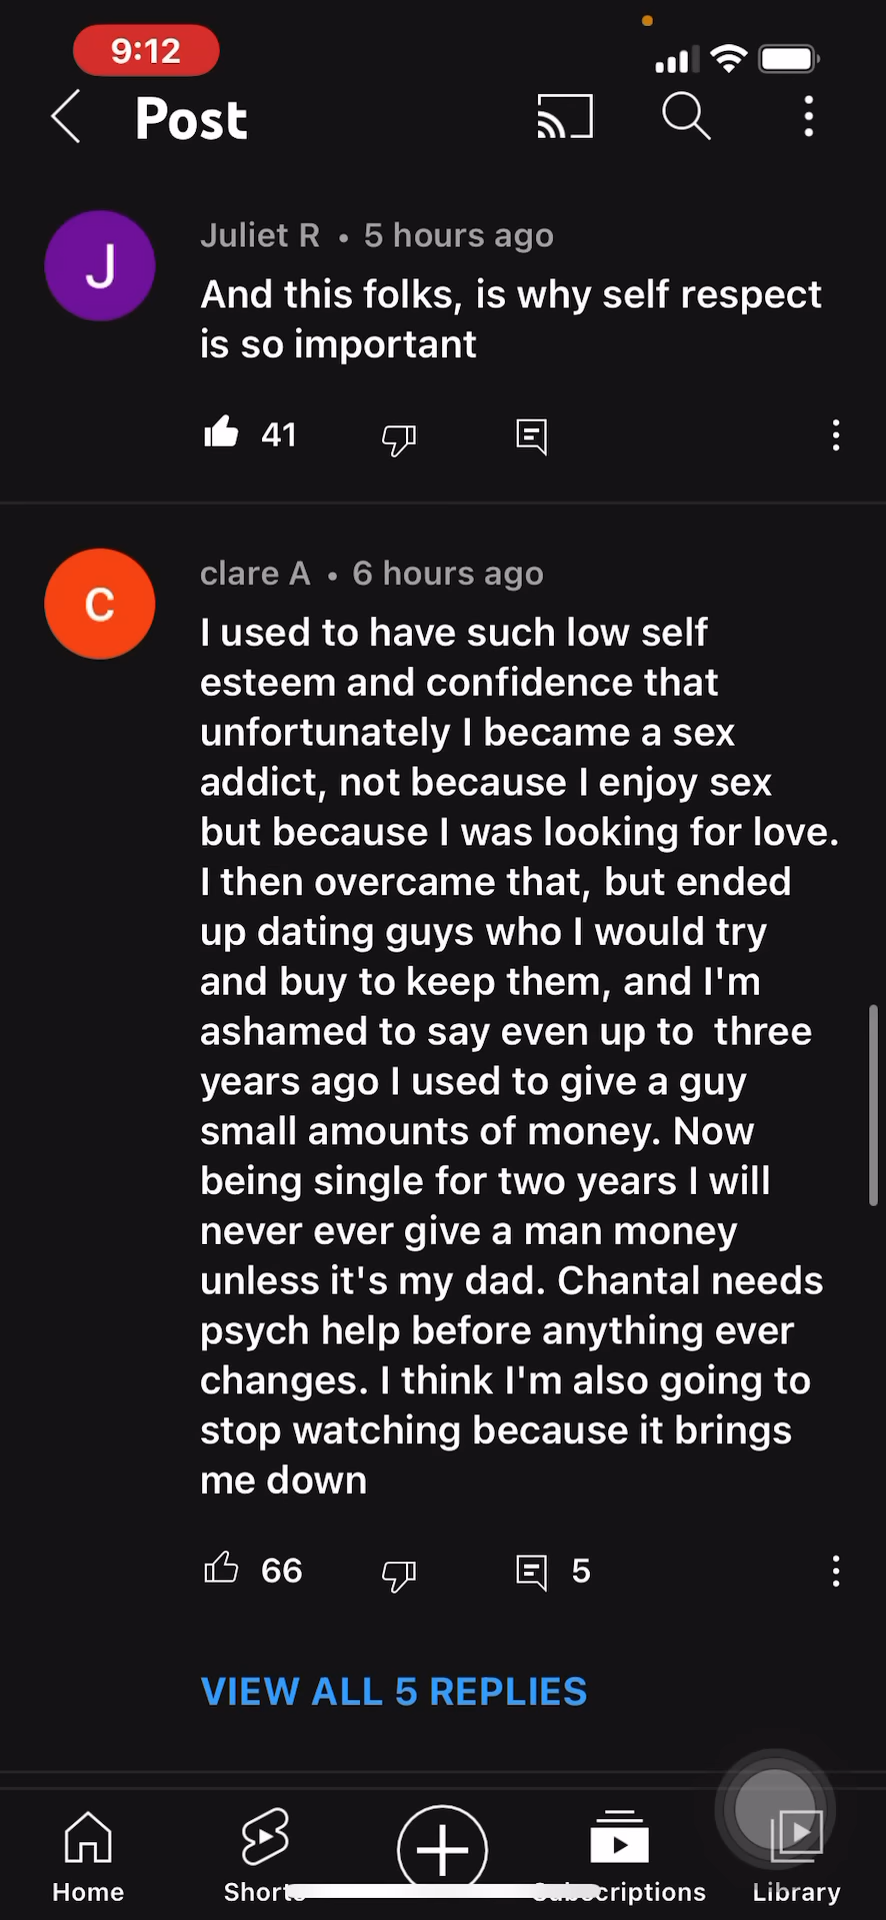 9:12
Post
J
Juliet R • 5 hours ago
And this folks, is why self respect
is so important
41
C
clare A • 6 hours ago
I used to have such low self
esteem and confidence that
unfortunately I became a sex
addict, not because I enjoy sex
but because I was looking for love.
I then overcame that, but ended
up dating guys who I would try
and buy to keep them, and I'm
ashamed to say even up to  three
years ago I used to give a guy
small amounts of money. Now
being single for two years I will
never ever give a man money
unless it's my dad. Chantal needs
psych help before anything ever
changes. I think I'm also going to
stop watching because it brings
me down
66 5
VIEW ALL 5 REPLIES
Home Shorts Subscriptions Library